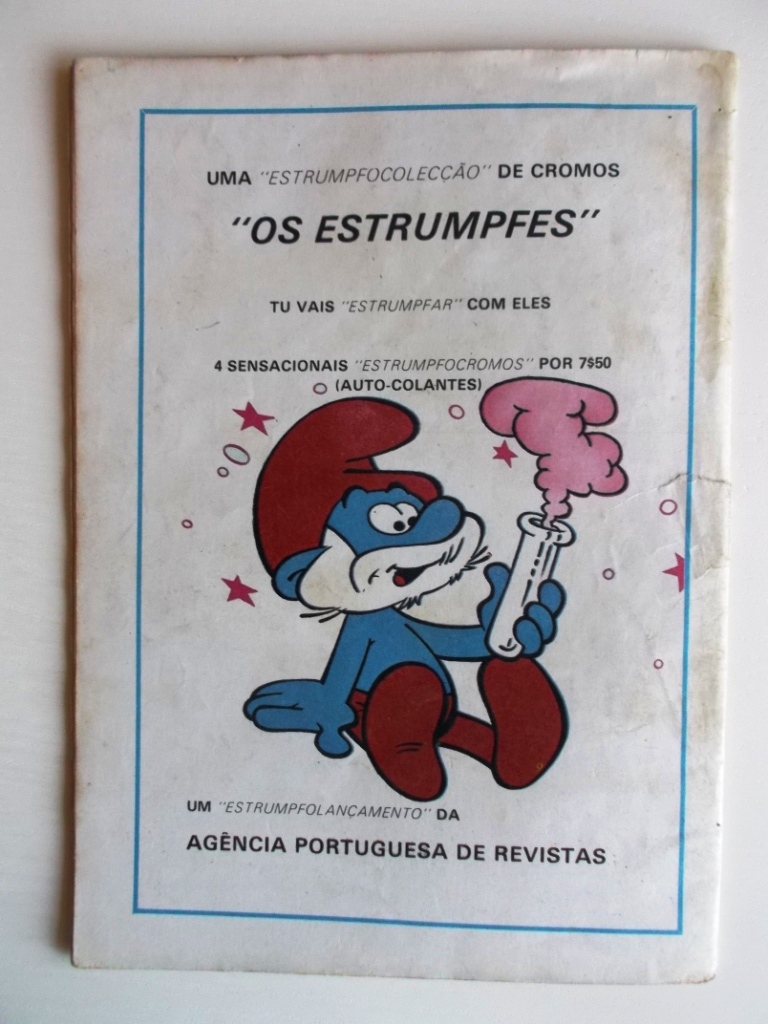 UMA "ESTRUMPFOCOLECÇÃO" DE CROMOS
"OS ESTRUMPFES"
TU VAIS "ESTRUMPFAR" COM ELES
4 SENSACIONAIS "ESTRUMPFOCROMOS" POR 7$50
(AUTO-COLANTES)
UM "ESTRUMPFOLANÇAMENTO" DA
AGÊNCIA PORTUGUESA DE REVISTAS